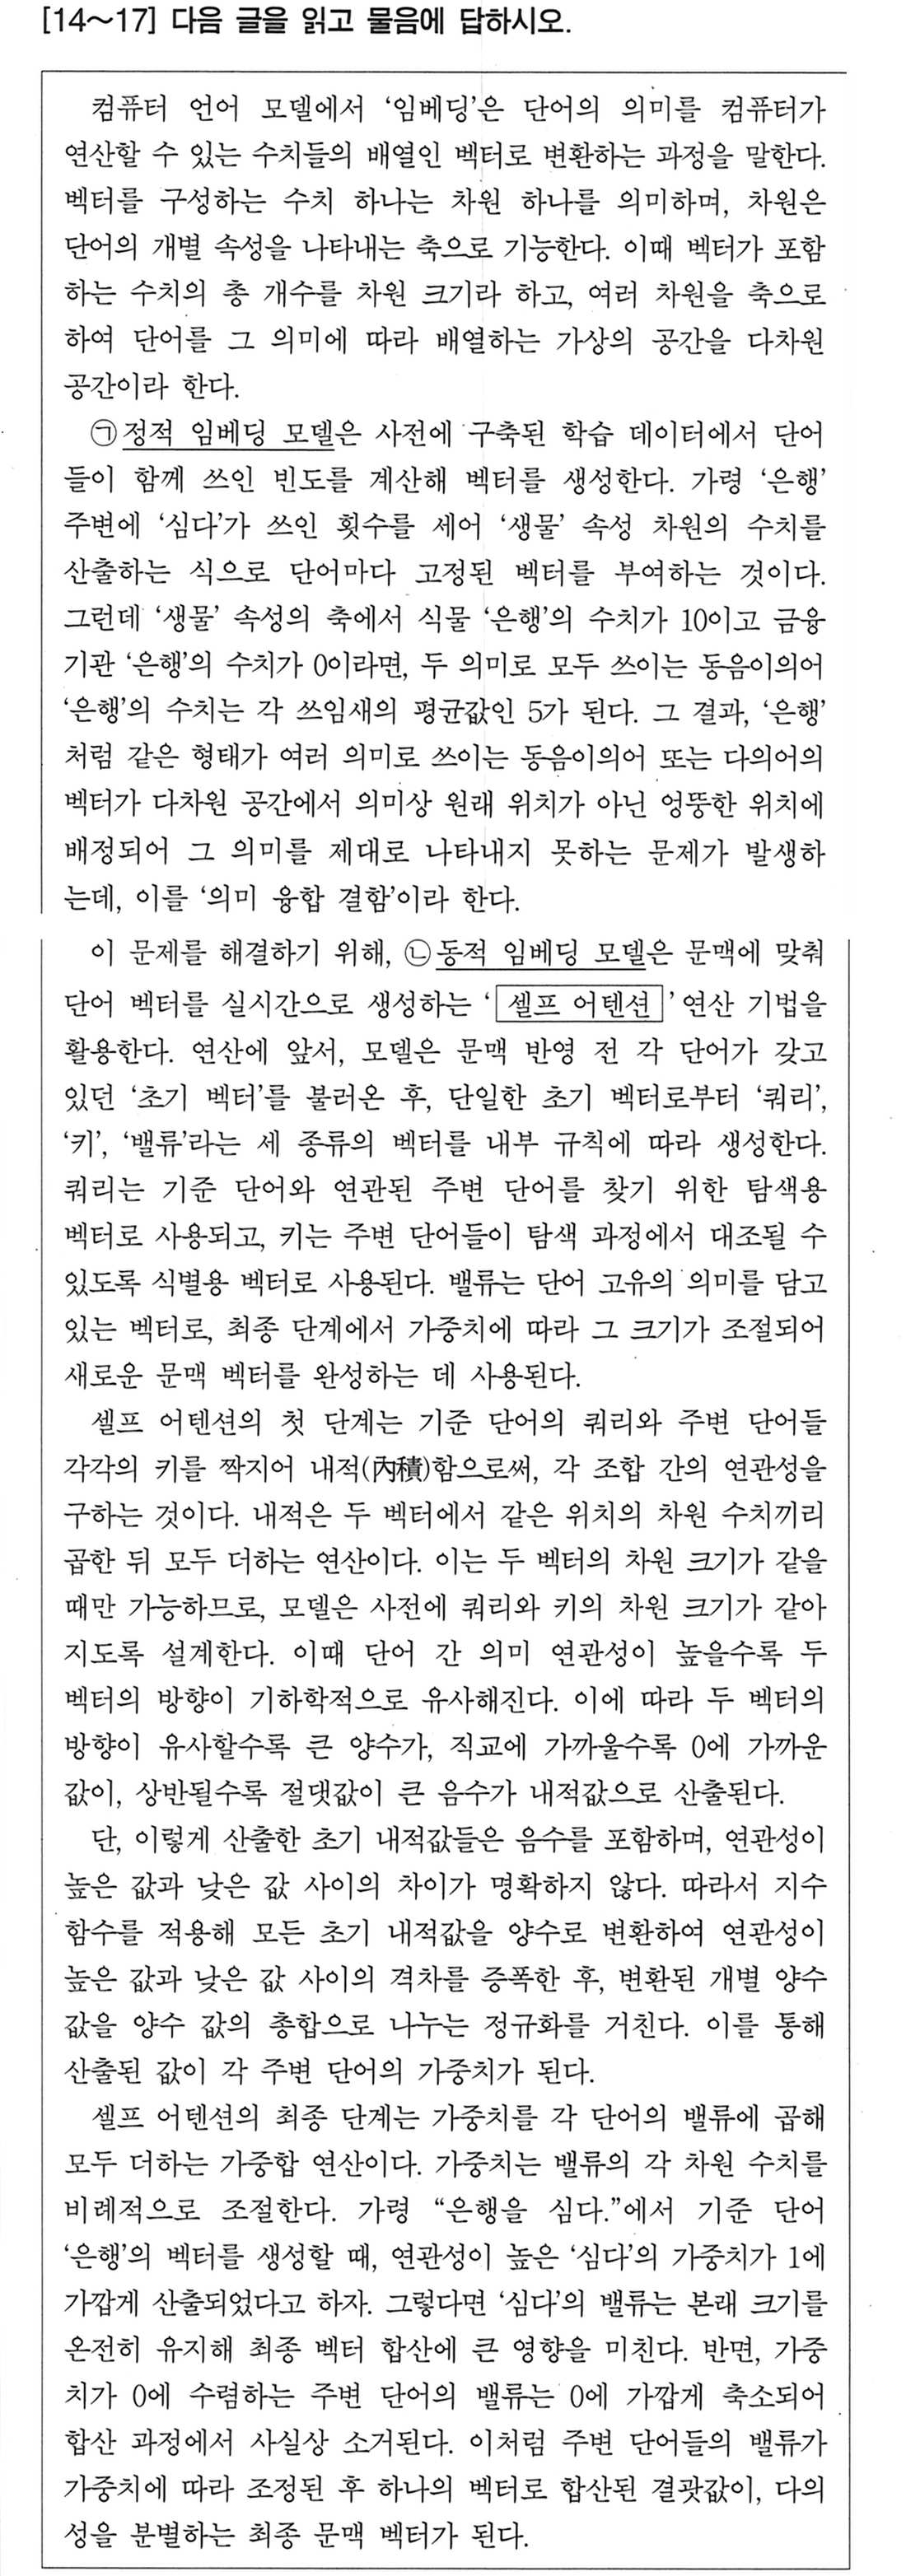 [14~17] 다음 글을 읽고 물음에 답하시오.
컴퓨터 언어 모델에서 ‘임베딩’은 단어의 의미를 컴퓨터가
연산할 수 있는 수치들의 배열인 벡터로 변환하는 과정을 말한다.
벡터를 구성하는 수치 하나는 차원 하나를 의미하며, 차원은
단어의 개별 속성을 나타내는 축으로 기능한다. 이때 벡터가 포함
하는 수치의 총 개수를 차원 크기라 하고, 여러 차원을 축으로
하여 단어를 그 의미에 따라 배열하는 가상의 공간을 다차원
공간이라 한다.
㉠정적 임베딩 모델은 사전에 구축된 학습 데이터에서 단어
들이 함께 쓰인 빈도를 계산해 벡터를 생성한다. 가령 ‘은행’
주변에 ‘심다’가 쓰인 횟수를 세어 ‘생물’ 속성 차원의 수치를
산출하는 식으로 단어마다 고정된 벡터를 부여하는 것이다.
그런데 ‘생물’ 속성의 축에서 식물 ‘은행’의 수치가 10이고 금융
기관 ‘은행’의 수치가 0이라면, 두 의미로 모두 쓰이는 동음이의어
‘은행’의 수치는 각 쓰임새의 평균값인 5가 된다. 그 결과, ‘은행’
처럼 같은 형태가 여러 의미로 쓰이는 동음이의어 또는 다의어의
벡터가 다차원 공간에서 의미상 원래 위치가 아닌 엉뚱한 위치에
배정되어 그 의미를 제대로 나타내지 못하는 문제가 발생하
는데, 이를 ‘의미 융합 결함’이라 한다.
이 문제를 해결하기 위해, ㉡동적 임베딩 모델은 문맥에 맞춰
단어 벡터를 실시간으로 생성하는 ‘셀프 어텐션’ 연산 기법을
활용한다. 연산에 앞서, 모델은 문맥 반영 전 각 단어가 갖고
있던 ‘초기 벡터’를 불러온 후, 단일한 초기 벡터로부터 ‘쿼리’,
‘키’, ‘밸류’라는 세 종류의 벡터를 내부 규칙에 따라 생성한다.
쿼리는 기준 단어와 연관된 주변 단어를 찾기 위한 탐색용
벡터로 사용되고, 키는 주변 단어들이 탐색 과정에서 대조될 수
있도록 식별용 벡터로 사용된다. 밸류는 단어 고유의 의미를 담고
있는 벡터로, 최종 단계에서 가중치에 따라 그 크기가 조절되어
새로운 문맥 벡터를 완성하는 데 사용된다.
셀프 어텐션의 첫 단계는 기준 단어의 쿼리와 주변 단어들
각각의 키를 짝지어 내적(內積)함으로써, 각 조합 간의 연관성을
구하는 것이다. 내적은 두 벡터에서 같은 위치의 차원 수치끼리
곱한 뒤 모두 더하는 연산이다. 이는 두 벡터의 차원 크기가 같을
때만 가능하므로, 모델은 사전에 쿼리와 키의 차원 크기가 같아
지도록 설계한다. 이때 단어 간 의미 연관성이 높을수록 두
벡터의 방향이 기하학적으로 유사해진다. 이에 따라 두 벡터의
방향이 유사할수록 큰 양수가, 직교에 가까울수록 0에 가까운
값이, 상반될수록 절댓값이 큰 음수가 내적값으로 산출된다.
단, 이렇게 산출한 초기 내적값들은 음수를 포함하며, 연관성이
높은 값과 낮은 값 사이의 차이가 명확하지 않다. 따라서 지수
함수를 적용해 모든 초기 내적값을 양수로 변환하여 연관성이
높은 값과 낮은 값 사이의 격차를 증폭한 후, 변환된 개별 양수
값을 양수 값의 총합으로 나누는 정규화를 거친다. 이를 통해
산출된 값이 각 주변 단어의 가중치가 된다.
셀프 어텐션의 최종 단계는 가중치를 각 단어의 밸류에 곱해
모두 더하는 가중합 연산이다. 가중치는 밸류의 각 차원 수치를
비례적으로 조절한다. 가령 “은행을 심다.”에서 기준 단어
‘은행’의 벡터를 생성할 때, 연관성이 높은 ‘심다’의 가중치가 1에
가깝게 산출되었다고 하자. 그렇다면 ‘심다’의 밸류는 본래 크기를
온전히 유지해 최종 벡터 합산에 큰 영향을 미친다. 반면, 가중
치가 0에 수렴하는 주변 단어의 밸류는 0에 가깝게 축소되어
합산 과정에서 사실상 소거된다. 이처럼 주변 단어들의 밸류가
가중치에 따라 조정된 후 하나의 벡터로 합산된 결괏값이, 다의
성을 분별하는 최종 문맥 벡터가 된다.